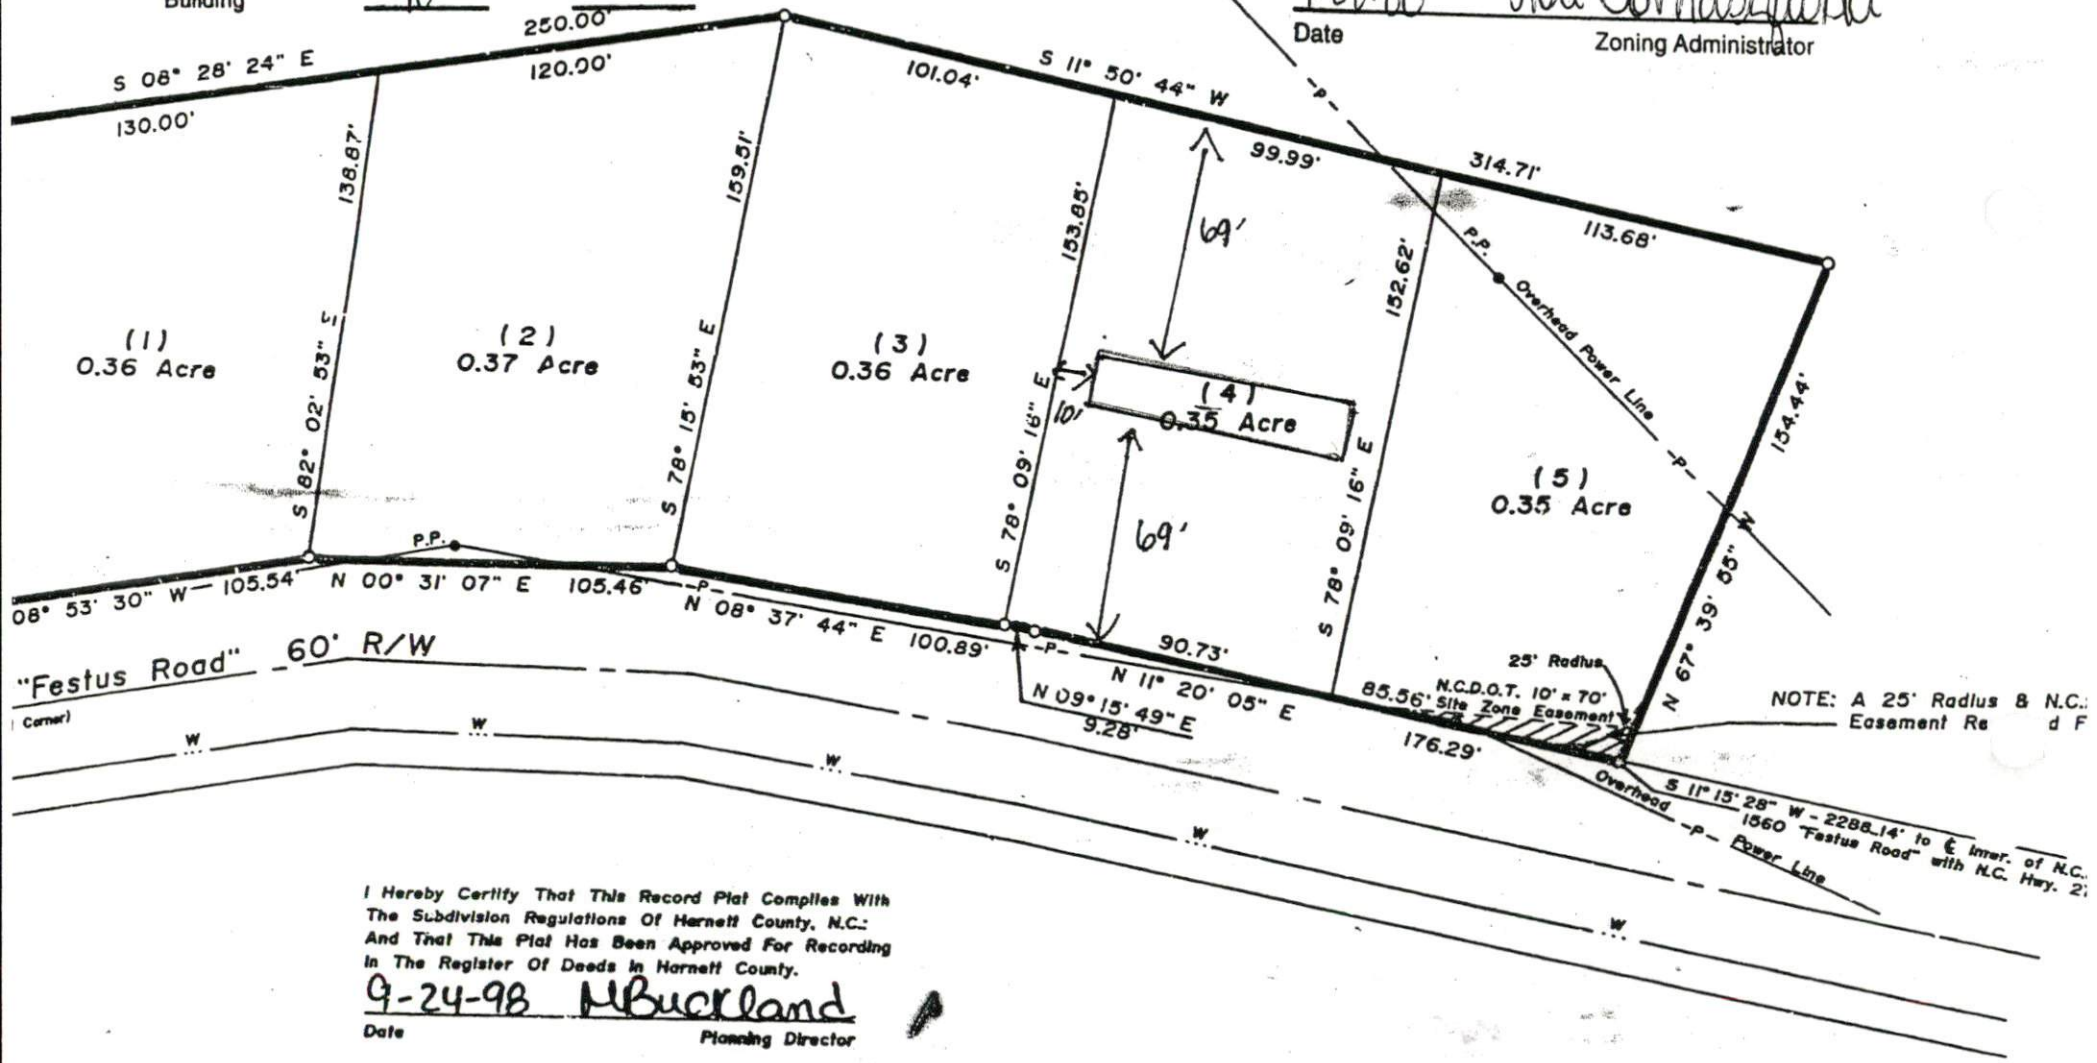 Building
Date
Zoning Administrator
S 08° 28' 24" E
250.00'
130.00'
120.00'
S 11° 50' 44" W
101.04'
99.99'
314.71'
113.68'
138.87'
S 82° 02' 53" E
159.51'
S 78° 15' 53" E
153.85'
S 78° 09' 16" E
152.62'
S 78° 09' 16" E
154.44'
N 67° 39' 55" W
(1)
0.36 Acre
(2)
0.37 Acre
(3)
0.36 Acre
(4)
0.35 Acre
(5)
0.35 Acre
69'
10'
69'
-P-
P.P.
Overhead Power Line
-P-
P.P.
08° 53' 30" W — 105.54'
N 00° 31' 07" E 105.46'
-P-
N 08° 37' 44" E 100.89'
-P-
90.73'
N 11° 20' 05" E
N 09° 15' 49" E
9.28'
85.56'
176.29'
25' Radius
N.C.D.O.T. 10' x 70'
Site Zone Easement
NOTE: A 25' Radius & N.C.
Easement Re d F
"Festus Road" 60' R/W
Corner)
W
W
W
W
W
Overhead
-P- Power Line
S 11° 15' 28" W - 2288.14' to ℄ Inter. of N.C.
1560 "Festus Road" with N.C. Hwy. 2
I Hereby Certify That This Record Plat Complies With
The Subdivision Regulations Of Harnett County, N.C.:
And That This Plat Has Been Approved For Recording
In The Register Of Deeds In Harnett County.
9-24-98 MBuckland
Date Planning Director